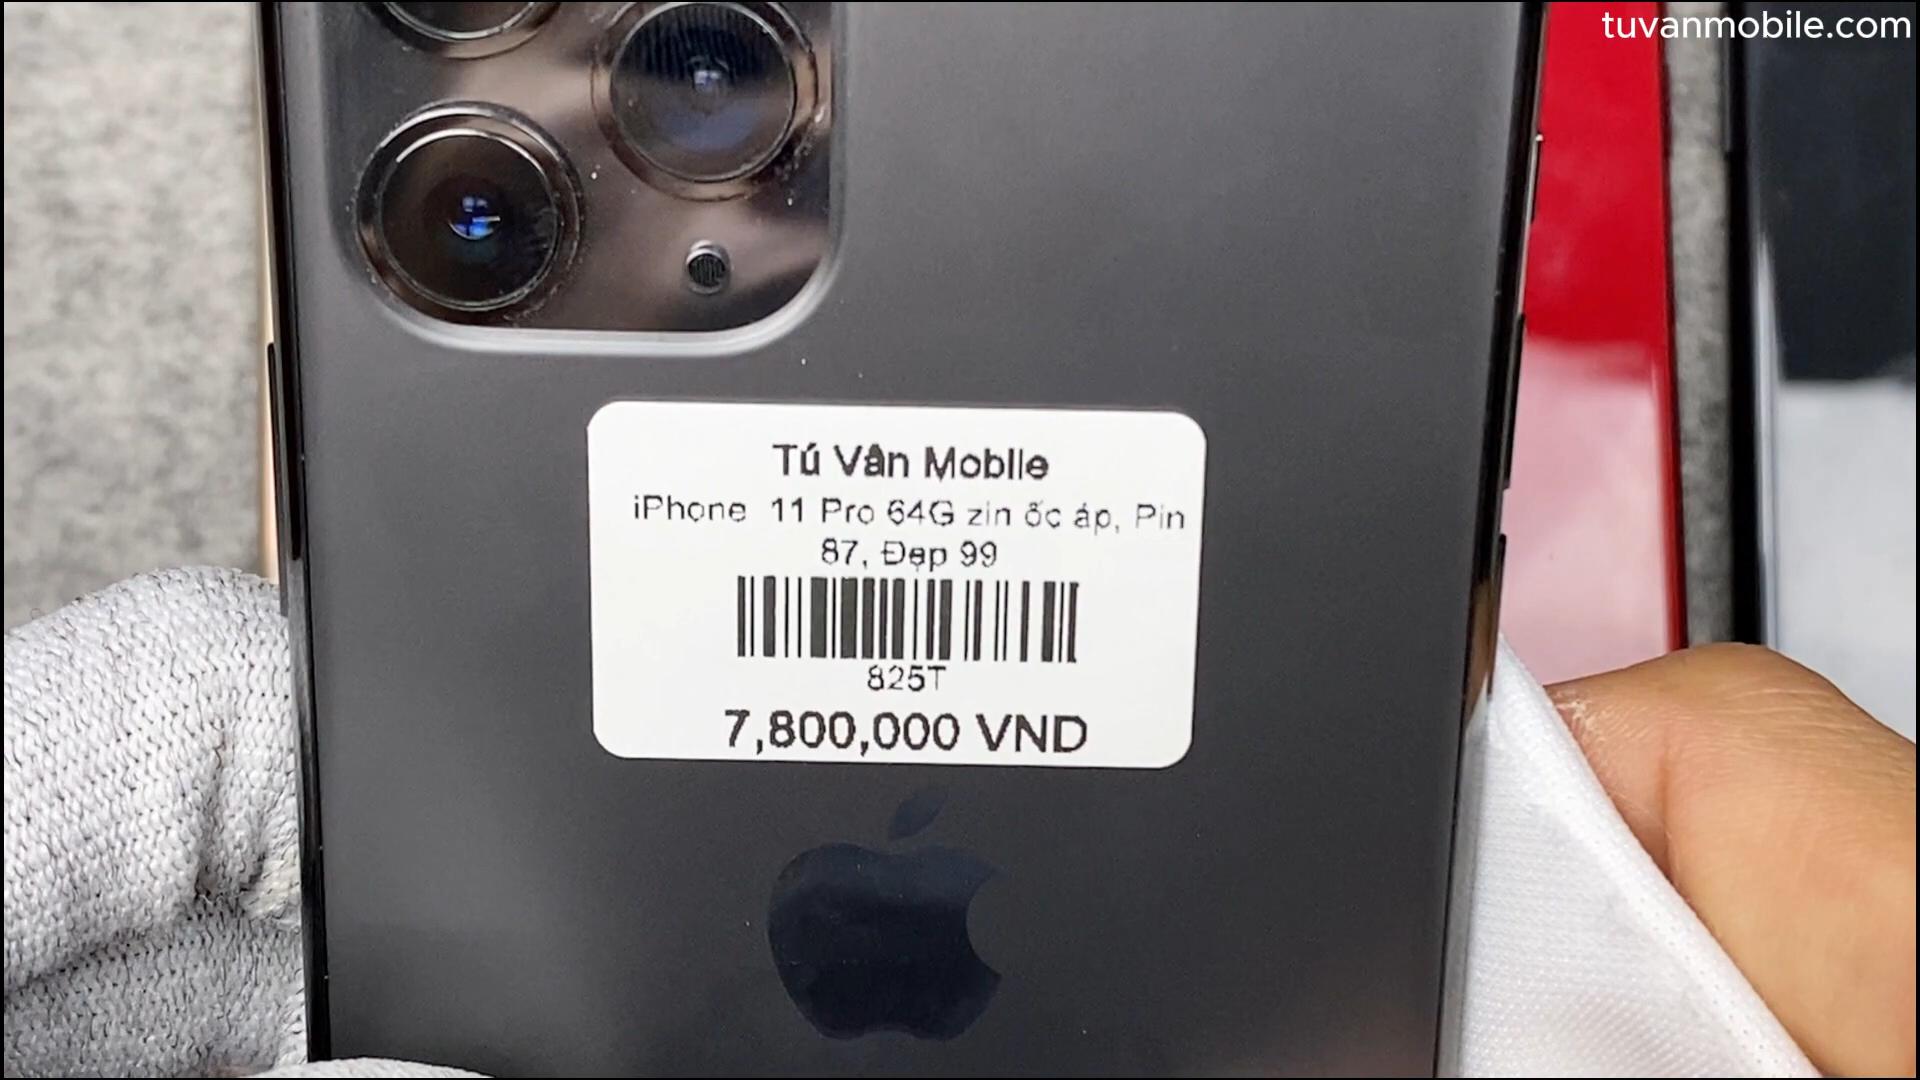 tuvanmobile.com
Tú Vân Mobile
iPhone 11 Pro 64G zin ốc áp, Pin
87, Đẹp 99
825T
7,800,000 VND